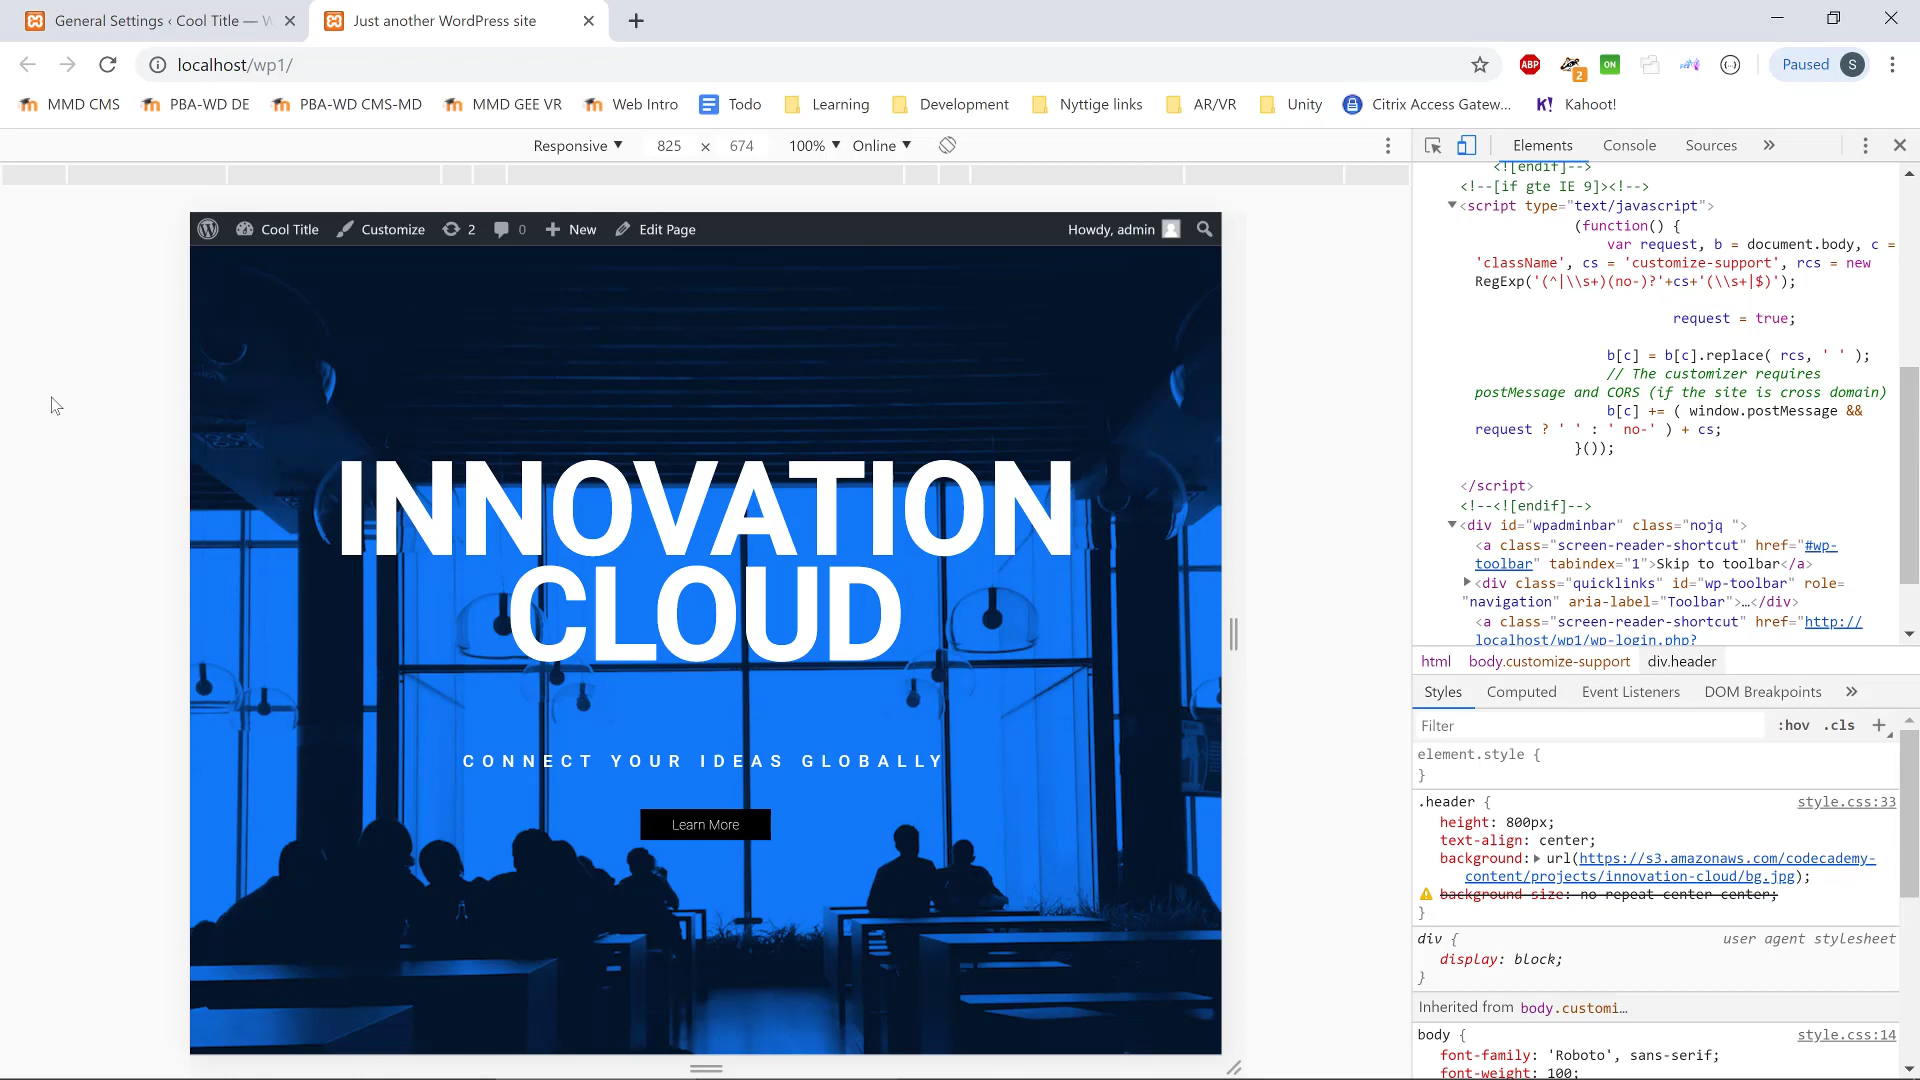 General Settings ‹ Cool Title — W
Just another WordPress site
localhost/wp1/
ABP
2
ON
Paused
S
MMD CMS
PBA-WD DE
PBA-WD CMS-MD
MMD GEE VR
Web Intro
Todo
Learning
Development
Nyttige links
AR/VR
Unity
Citrix Access Gatew...
K!
Kahoot!
Responsive
825 × 674
100%
Online
Elements
Console
Sources
»
Cool Title
Customize
2
0
New
Edit Page
Howdy, admin
INNOVATION
CLOUD
CONNECT YOUR IDEAS GLOBALLY
Learn More
<![endif]-->
<!--[if gte IE 9]><!-->
<script type="text/javascript">
(function() {
var request, b = document.body, c =
'className', cs = 'customize-support', rcs = new
RegExp('(^|\\s+)(no-)?'+cs+'(\\s+|$)');
request = true;
b[c] = b[c].replace( rcs, ' ' );
// The customizer requires
postMessage and CORS (if the site is cross domain)
b[c] += ( window.postMessage &&
request ? ' ' : ' no-' ) + cs;
}());
</script>
<!--<![endif]-->
<div id="wpadminbar" class="nojq ">
<a class="screen-reader-shortcut" href="#wp-
toolbar" tabindex="1">Skip to toolbar</a>
<div class="quicklinks" id="wp-toolbar" role=
"navigation" aria-label="Toolbar">…</div>
<a class="screen-reader-shortcut" href="http://
localhost/wp1/wp-login.php?
html
body.customize-support
div.header
Styles
Computed
Event Listeners
DOM Breakpoints
»
Filter
:hov
.cls
+
element.style {
}
.header {
style.css:33
height: 800px;
text-align: center;
background: url(https://s3.amazonaws.com/codecademy-
content/projects/innovation-cloud/bg.jpg);
background-size: no-repeat center center;
}
div {
user agent stylesheet
display: block;
}
Inherited from body.customi…
body {
style.css:14
font-family: 'Roboto', sans-serif;
font-weight: 100;